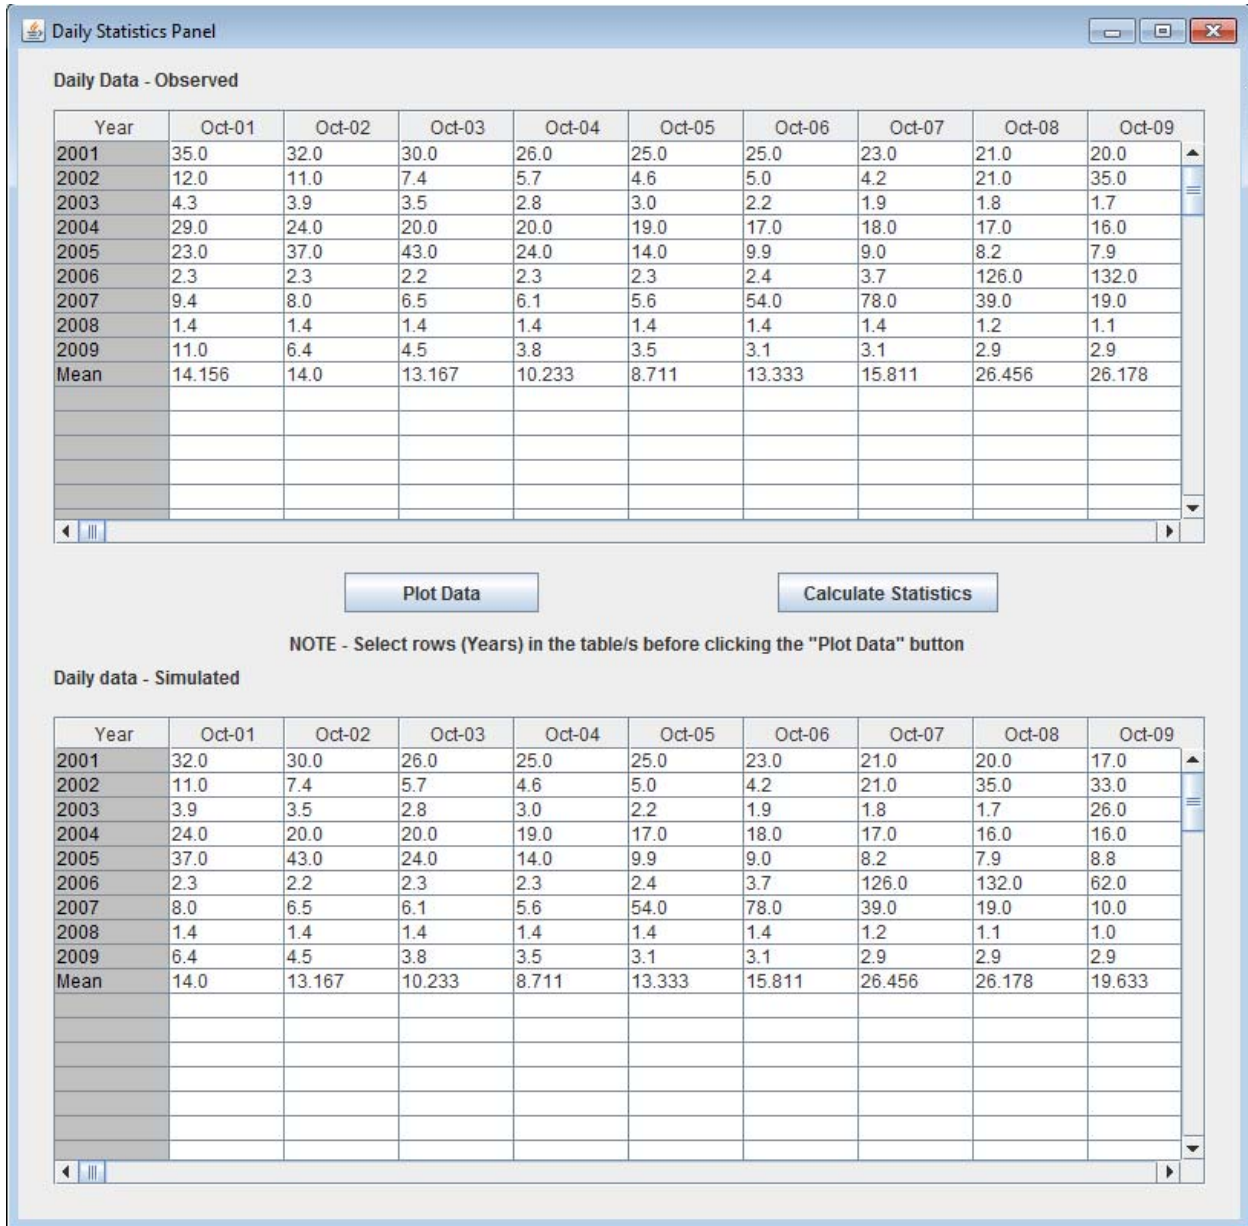 Daily Statistics Panel
Daily Data - Observed
Year Oct-01 Oct-02 Oct-03 Oct-04 Oct-05 Oct-06 Oct-07 Oct-08 Oct-09
2001 35.0 32.0 30.0 26.0 25.0 25.0 23.0 21.0 20.0
2002 12.0 11.0 7.4 5.7 4.6 5.0 4.2 21.0 35.0
2003 4.3 3.9 3.5 2.8 3.0 2.2 1.9 1.8 1.7
2004 29.0 24.0 20.0 20.0 19.0 17.0 18.0 17.0 16.0
2005 23.0 37.0 43.0 24.0 14.0 9.9 9.0 8.2 7.9
2006 2.3 2.3 2.2 2.3 2.3 2.4 3.7 126.0 132.0
2007 9.4 8.0 6.5 6.1 5.6 54.0 78.0 39.0 19.0
2008 1.4 1.4 1.4 1.4 1.4 1.4 1.4 1.2 1.1
2009 11.0 6.4 4.5 3.8 3.5 3.1 3.1 2.9 2.9
Mean 14.156 14.0 13.167 10.233 8.711 13.333 15.811 26.456 26.178
Plot Data Calculate Statistics
NOTE - Select rows (Years) in the table/s before clicking the "Plot Data" button
Daily data - Simulated
Year Oct-01 Oct-02 Oct-03 Oct-04 Oct-05 Oct-06 Oct-07 Oct-08 Oct-09
2001 32.0 30.0 26.0 25.0 25.0 23.0 21.0 20.0 17.0
2002 11.0 7.4 5.7 4.6 5.0 4.2 21.0 35.0 33.0
2003 3.9 3.5 2.8 3.0 2.2 1.9 1.8 1.7 26.0
2004 24.0 20.0 20.0 19.0 17.0 18.0 17.0 16.0 16.0
2005 37.0 43.0 24.0 14.0 9.9 9.0 8.2 7.9 8.8
2006 2.3 2.2 2.3 2.3 2.4 3.7 126.0 132.0 62.0
2007 8.0 6.5 6.1 5.6 54.0 78.0 39.0 19.0 10.0
2008 1.4 1.4 1.4 1.4 1.4 1.4 1.2 1.1 1.0
2009 6.4 4.5 3.8 3.5 3.1 3.1 2.9 2.9 2.9
Mean 14.0 13.167 10.233 8.711 13.333 15.811 26.456 26.178 19.633